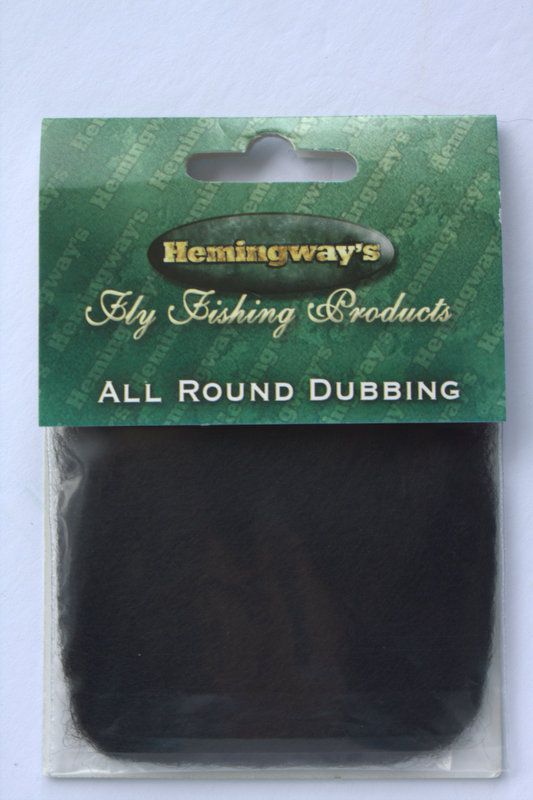 Hemingway's
Fly Fishing Products
ALL ROUND DUBBING